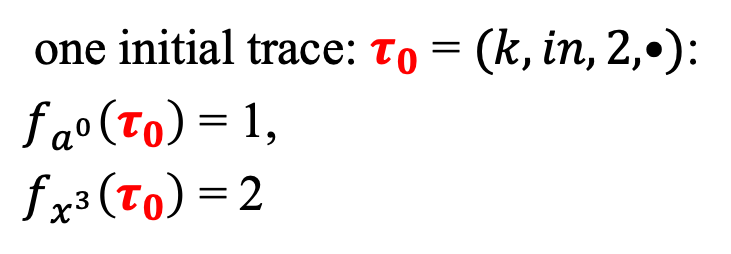 one initial trace: τ₀ = (k, in, 2,•):
f_{a⁰}(τ₀) = 1,
f_{x³}(τ₀) = 2